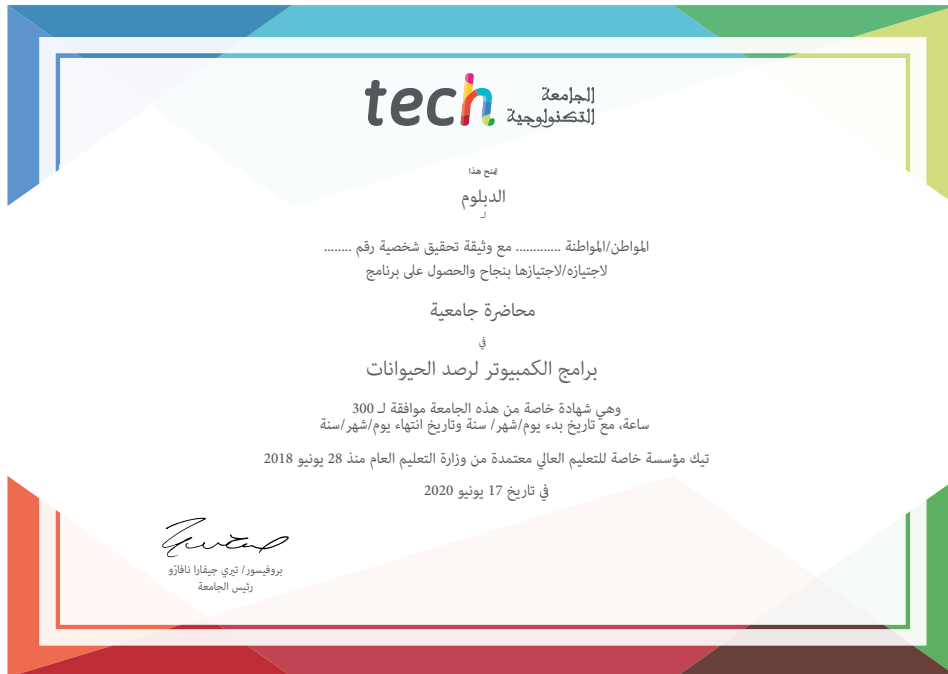 tech الجامعة
التكنولوجية
يمنح هذا
الدبلوم
لـ
المواطن/المواطنة ............. مع وثيقة تحقيق شخصية رقم ........
لاجتيازه/لاجتيازها بنجاح والحصول على برنامج
محاضرة جامعية
في
برامج الكمبيوتر لرصد الحيوانات
وهي شهادة خاصة من هذه الجامعة موافقة لـ 300
ساعة، مع تاريخ بدء يوم/شهر/ سنة وتاريخ انتهاء يوم/شهر/سنة
تيك مؤسسة خاصة للتعليم العالي معتمدة من وزارة التعليم العام منذ 28 يونيو 2018
في تاريخ 17 يونيو 2020
بروفيسور/ تيري جيفارا نافارّو
رئيس الجامعة